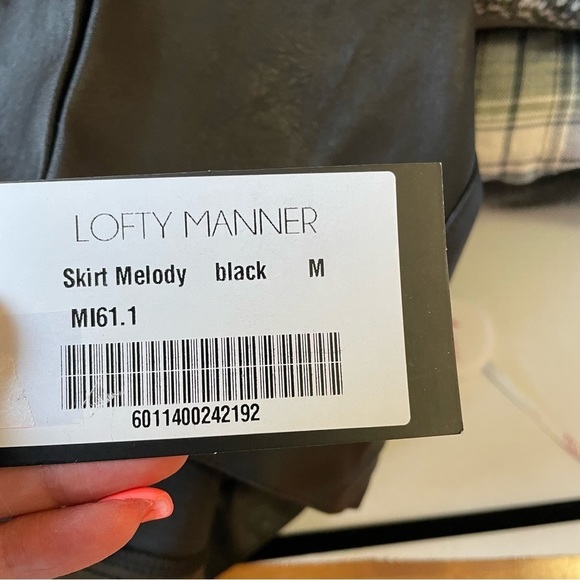 LOFTY MANNER
Skirt Melody black M
MI61.1
6011400242192